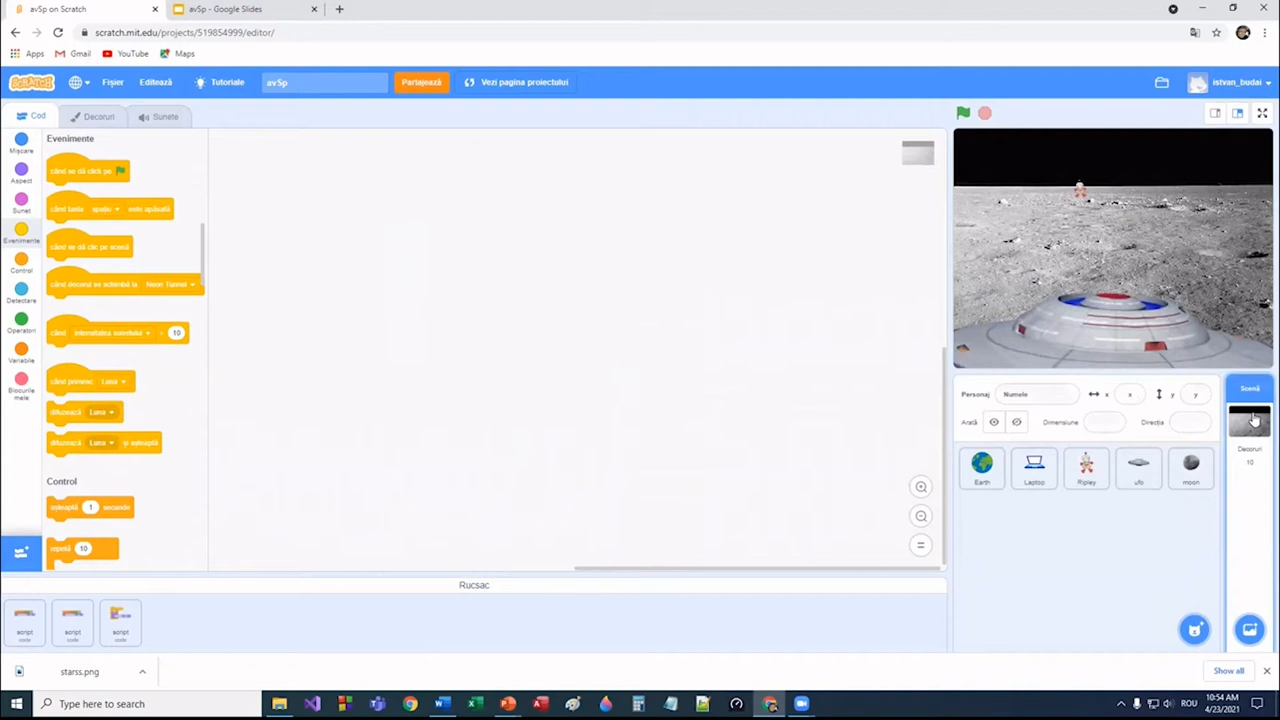 avSp on Scratch
avSp - Google Slides
scratch.mit.edu/projects/519854999/editor/
Apps Gmail YouTube Maps
SCRATCH Fișier Editează Tutoriale avSp Partajează Vezi pagina proiectului istvan_budai
Cod Decoruri Sunete
Mișcare
Aspect
Sunet
Evenimente
Control
Detectare
Operatori
Variabile
Blocurile
mele
Evenimente
când se dă click pe
când tasta spațiu este apăsată
când se dă clic pe scenă
când decorul se schimbă la Neon Tunnel
când intensitatea sunetului > 10
când primesc Luna
difuzează Luna
difuzează Luna și așteaptă
Control
așteaptă 1 secunde
repetă 10
Personaj Numele x x y y
Arată Dimensiune Direcția
Earth Laptop Ripley ufo moon
Scenă
Decoruri
10
Rucsac
script
code
script
code
script
code
starss.png
Show all
Type here to search
ROU
10:54 AM
4/23/2021